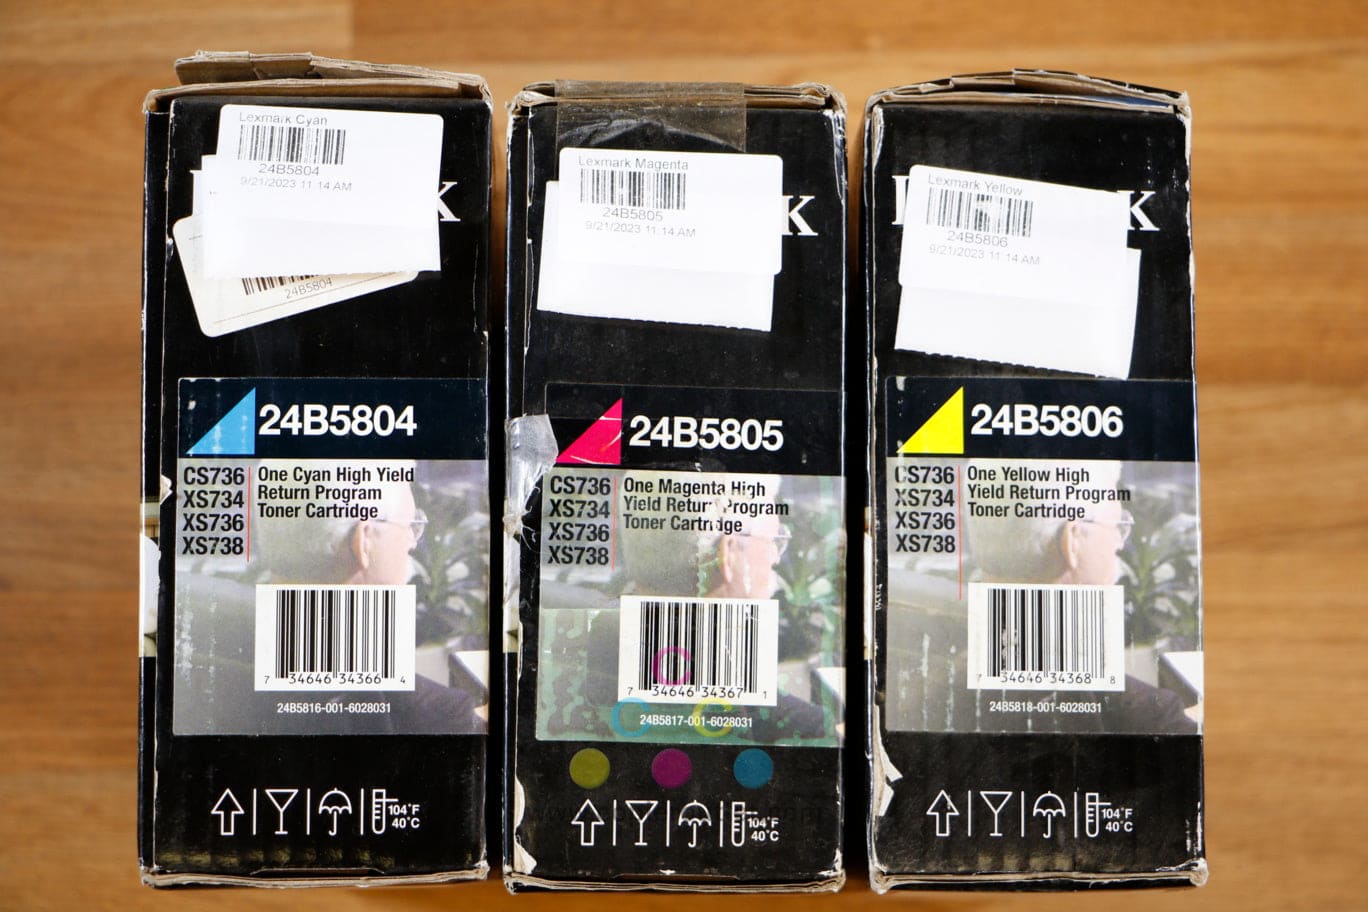 Lexmark Cyan
24B5804
9/21/2023 11:14 AM
K
24B5804
24B5804
CS736
XS734
XS736
XS738
One Cyan High Yield
Return Program
Toner Cartridge
7 34646 34366 4
24B5816-001-6028031
104°F
40°C
Lexmark Magenta
24B5805
9/21/2023 11:14 AM
K
24B5805
CS736
XS734
XS736
XS738
One Magenta High
Yield Return Program
Toner Cartridge
7 34646 34367 1
24B5817-001-6028031
C
C C
104°F
40°C
Lexmark Yellow
24B5806
9/21/2023 11:14 AM
K
24B5806
CS736
XS734
XS736
XS738
One Yellow High
Yield Return Program
Toner Cartridge
7 34646 34368 8
24B5818-001-6028031
104°F
40°C